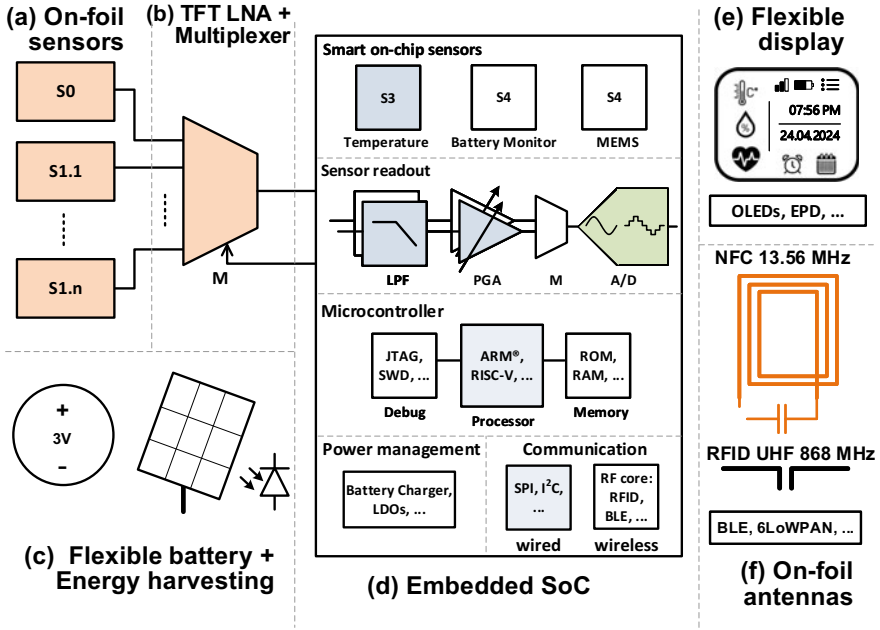 (a) On-foil
sensors
S0
S1.1
S1.n
(b) TFT LNA +
Multiplexer
M
3V
+
-
(c) Flexible battery +
Energy harvesting
Smart on-chip sensors
S3
S4
S4
Temperature
Battery Monitor
MEMS
Sensor readout
LPF
PGA
M
A/D
Microcontroller
JTAG,
SWD, ...
Debug
ARM®,
RISC-V, ...
Processor
ROM,
RAM, ...
Memory
Power management
Battery Charger,
LDOs, ...
Communication
SPI, I²C,
...
wired
RF core:
RFID,
BLE, ...
wireless
(d) Embedded SoC
(e) Flexible
display
C°
07:56 PM
%
24.04.2024
OLEDs, EPD, ...
NFC 13.56 MHz
RFID UHF 868 MHz
BLE, 6LoWPAN, ...
(f) On-foil
antennas